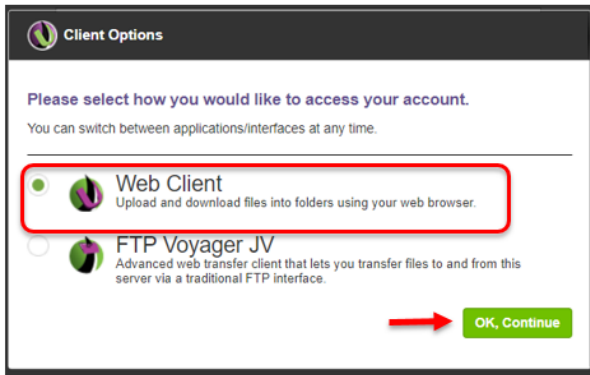 Client Options
Please select how you would like to access your account.
You can switch between applications/interfaces at any time.
Web Client
Upload and download files into folders using your web browser.
FTP Voyager JV
Advanced web transfer client that lets you transfer files to and from this
server via a traditional FTP interface.
OK, Continue